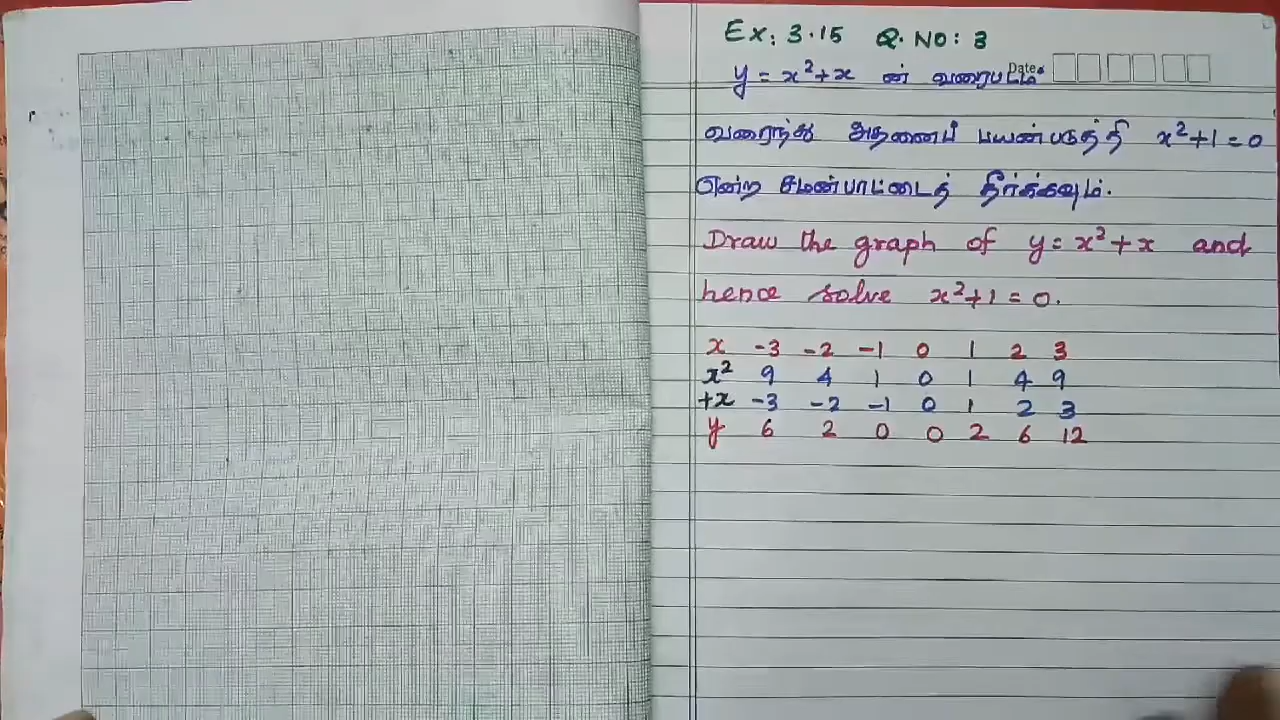 Ex: 3.15 Q. NO: 3
y = x²+x ன் வரைபடம்
Date
வரைந்து அதனைப் பயன்படுத்தி x²+1=0
என்ற சமன்பாட்டைத் தீர்க்கவும்.
Draw the graph of y=x²+x and
hence solve x²+1=0.
x -3 -2 -1 0 1 2 3
x² 9 4 1 0 1 4 9
+x -3 -2 -1 0 1 2 3
y 6 2 0 0 2 6 12